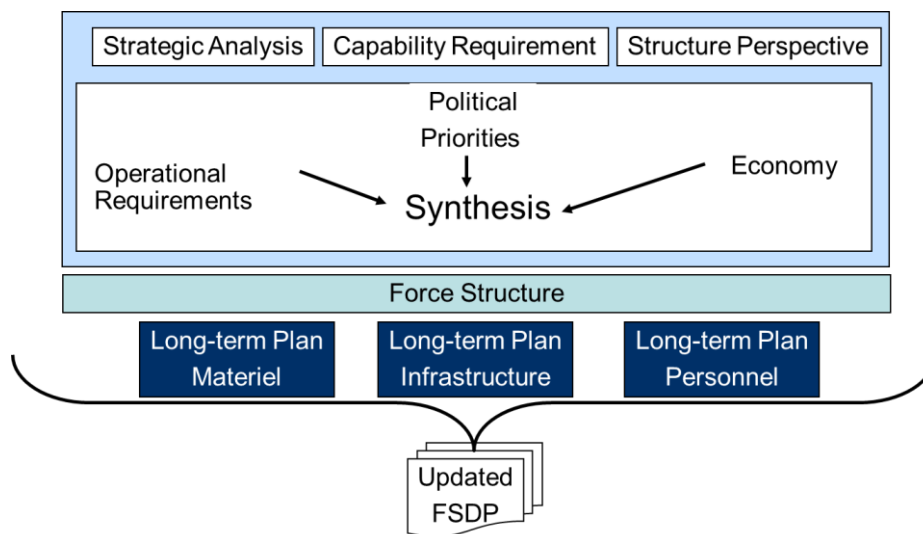 Strategic Analysis
Capability Requirement
Structure Perspective
Political
Priorities
Operational
Requirements
Economy
Synthesis
Force Structure
Long-term Plan
Materiel
Long-term Plan
Infrastructure
Long-term Plan
Personnel
Updated
FSDP